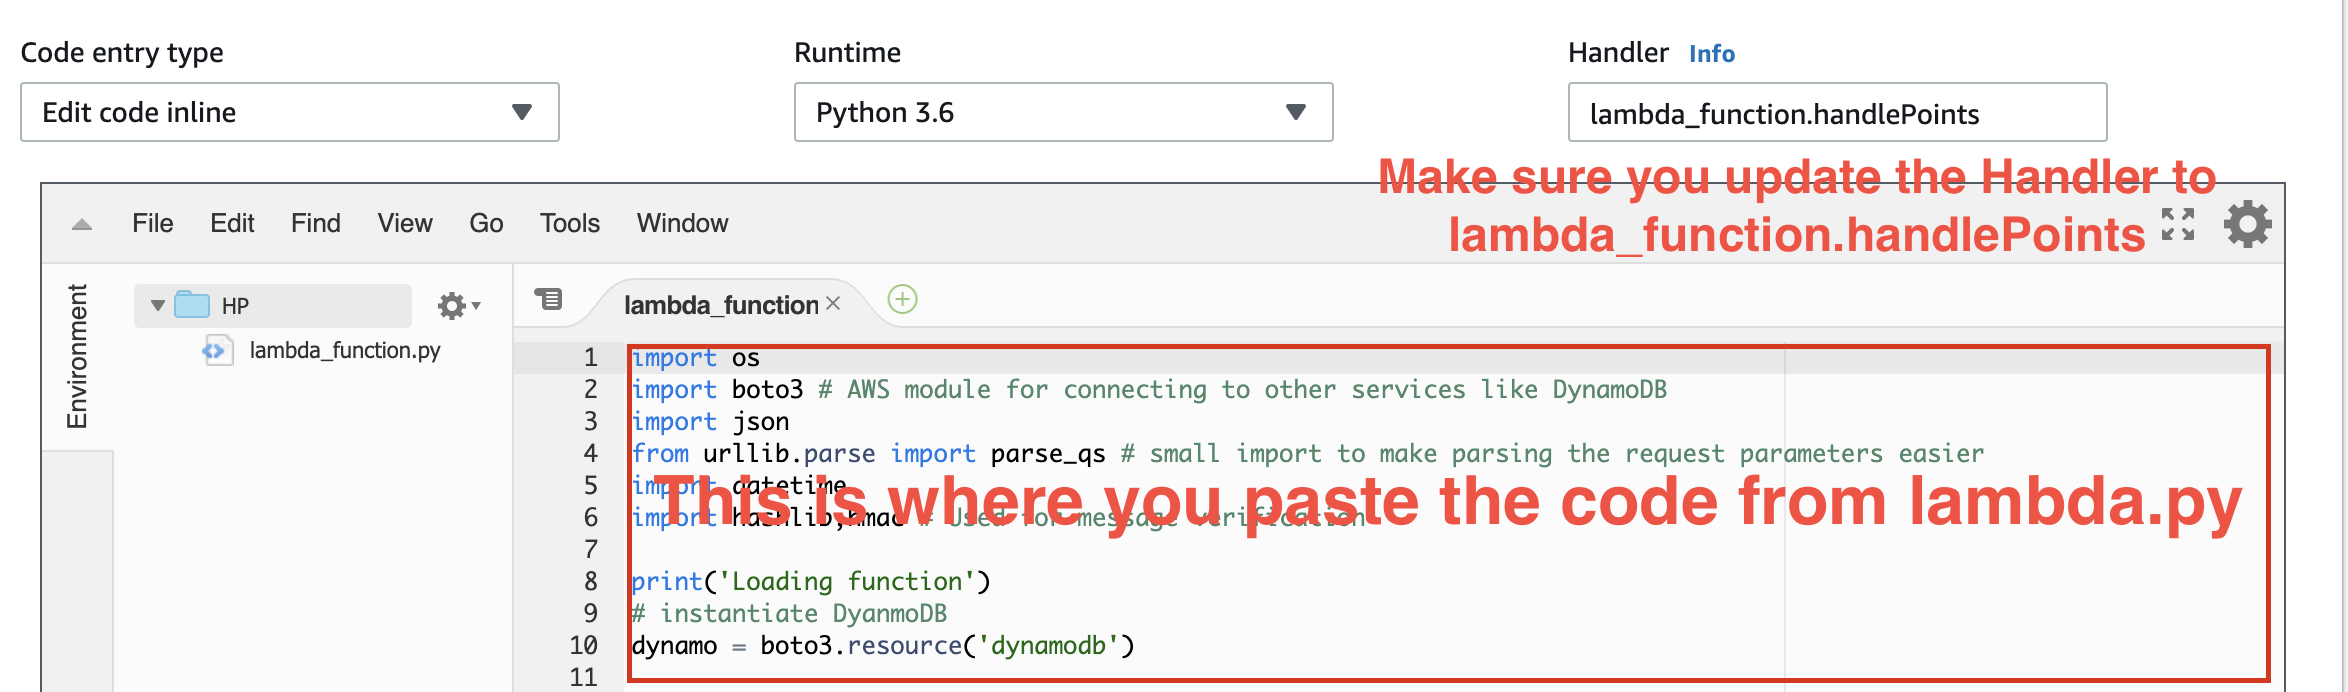 Code entry type
Runtime
Handler Info
Edit code inline
Python 3.6
lambda_function.handlePoints
Make sure you update the Handler to
lambda_function.handlePoints
File Edit Find View Go Tools Window
Environment
HP
lambda_function.py
lambda_function
1 import os
2 import boto3 # AWS module for connecting to other services like DynamoDB
3 import json
4 from urllib.parse import parse_qs # small import to make parsing the request parameters easier
5 import datetime
This is where you paste the code from lambda.py
6 import hashlib,hmac # Used for message verification
7
8 print('Loading function')
9 # instantiate DyanmoDB
10 dynamo = boto3.resource('dynamodb')
11